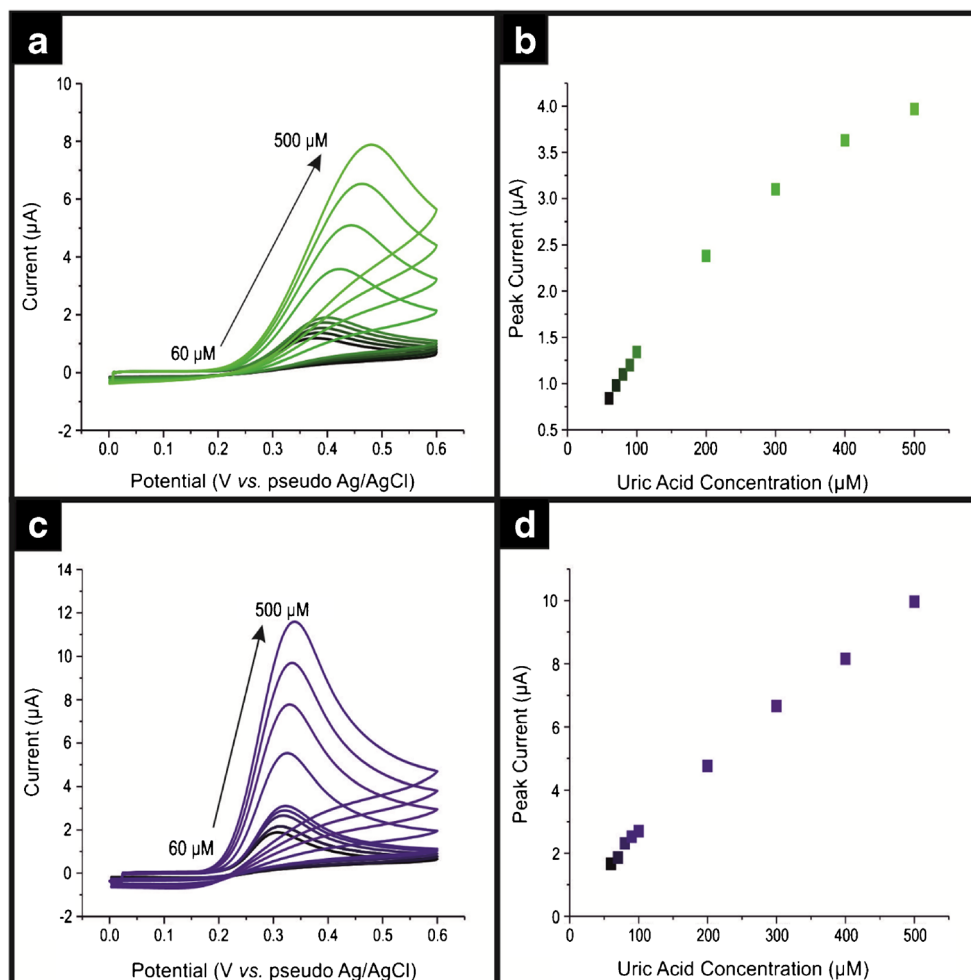 a
10
8
6
4
2
0
-2
Current (µA)
500 µM
60 µM
0.0 0.1 0.2 0.3 0.4 0.5 0.6
Potential (V vs. pseudo Ag/AgCl)
b
4.0
3.5
3.0
2.5
2.0
1.5
1.0
0.5
Peak Current (µA)
0 100 200 300 400 500
Uric Acid Concentration (µM)
c
14
12
10
8
6
4
2
0
-2
Current (µA)
500 µM
60 µM
0.0 0.1 0.2 0.3 0.4 0.5 0.6
Potential (V vs. pseudo Ag/AgCl)
d
10
8
6
4
2
0
Peak Current (µA)
0 100 200 300 400 500
Uric Acid Concentration (µM)